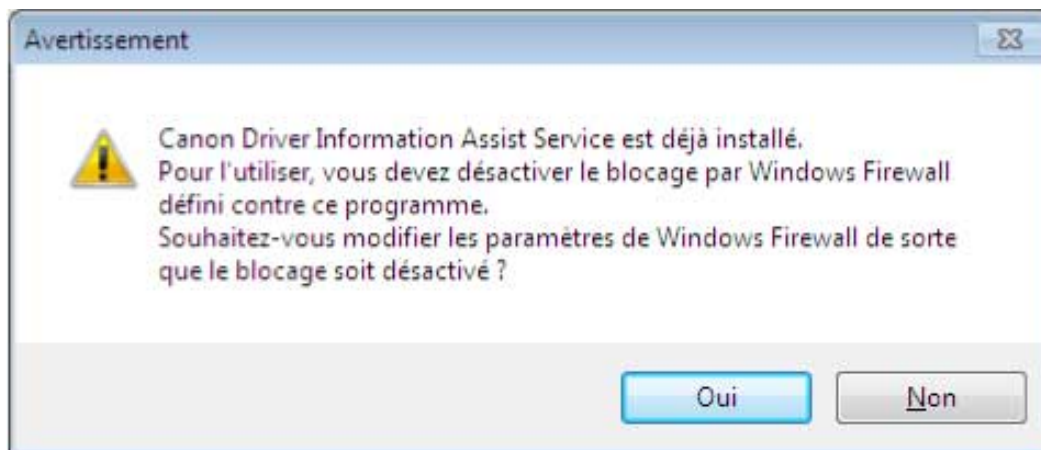 Avertissement
Canon Driver Information Assist Service est déjà installé.
Pour l'utiliser, vous devez désactiver le blocage par Windows Firewall
défini contre ce programme.
Souhaitez-vous modifier les paramètres de Windows Firewall de sorte
que le blocage soit désactivé ?
Oui
Non